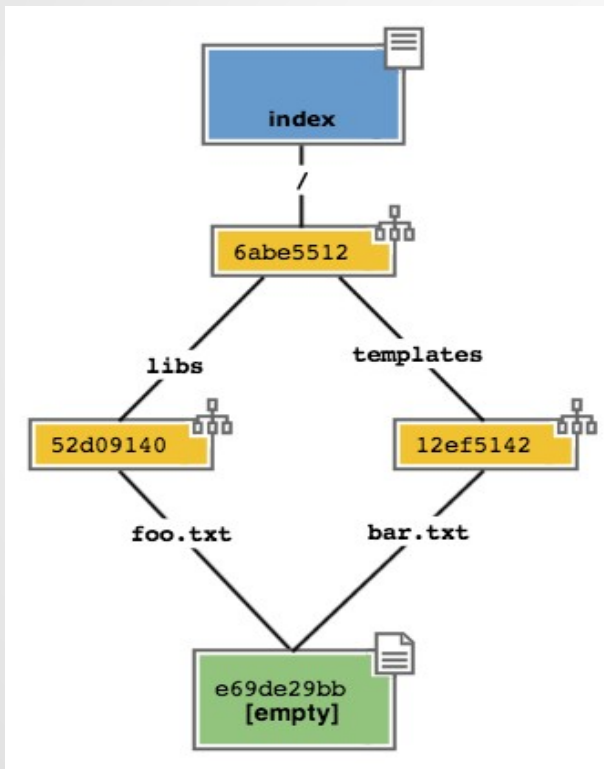 index
/
6abe5512
libs
templates
52d09140
12ef5142
foo.txt
bar.txt
e69de29bb
[empty]